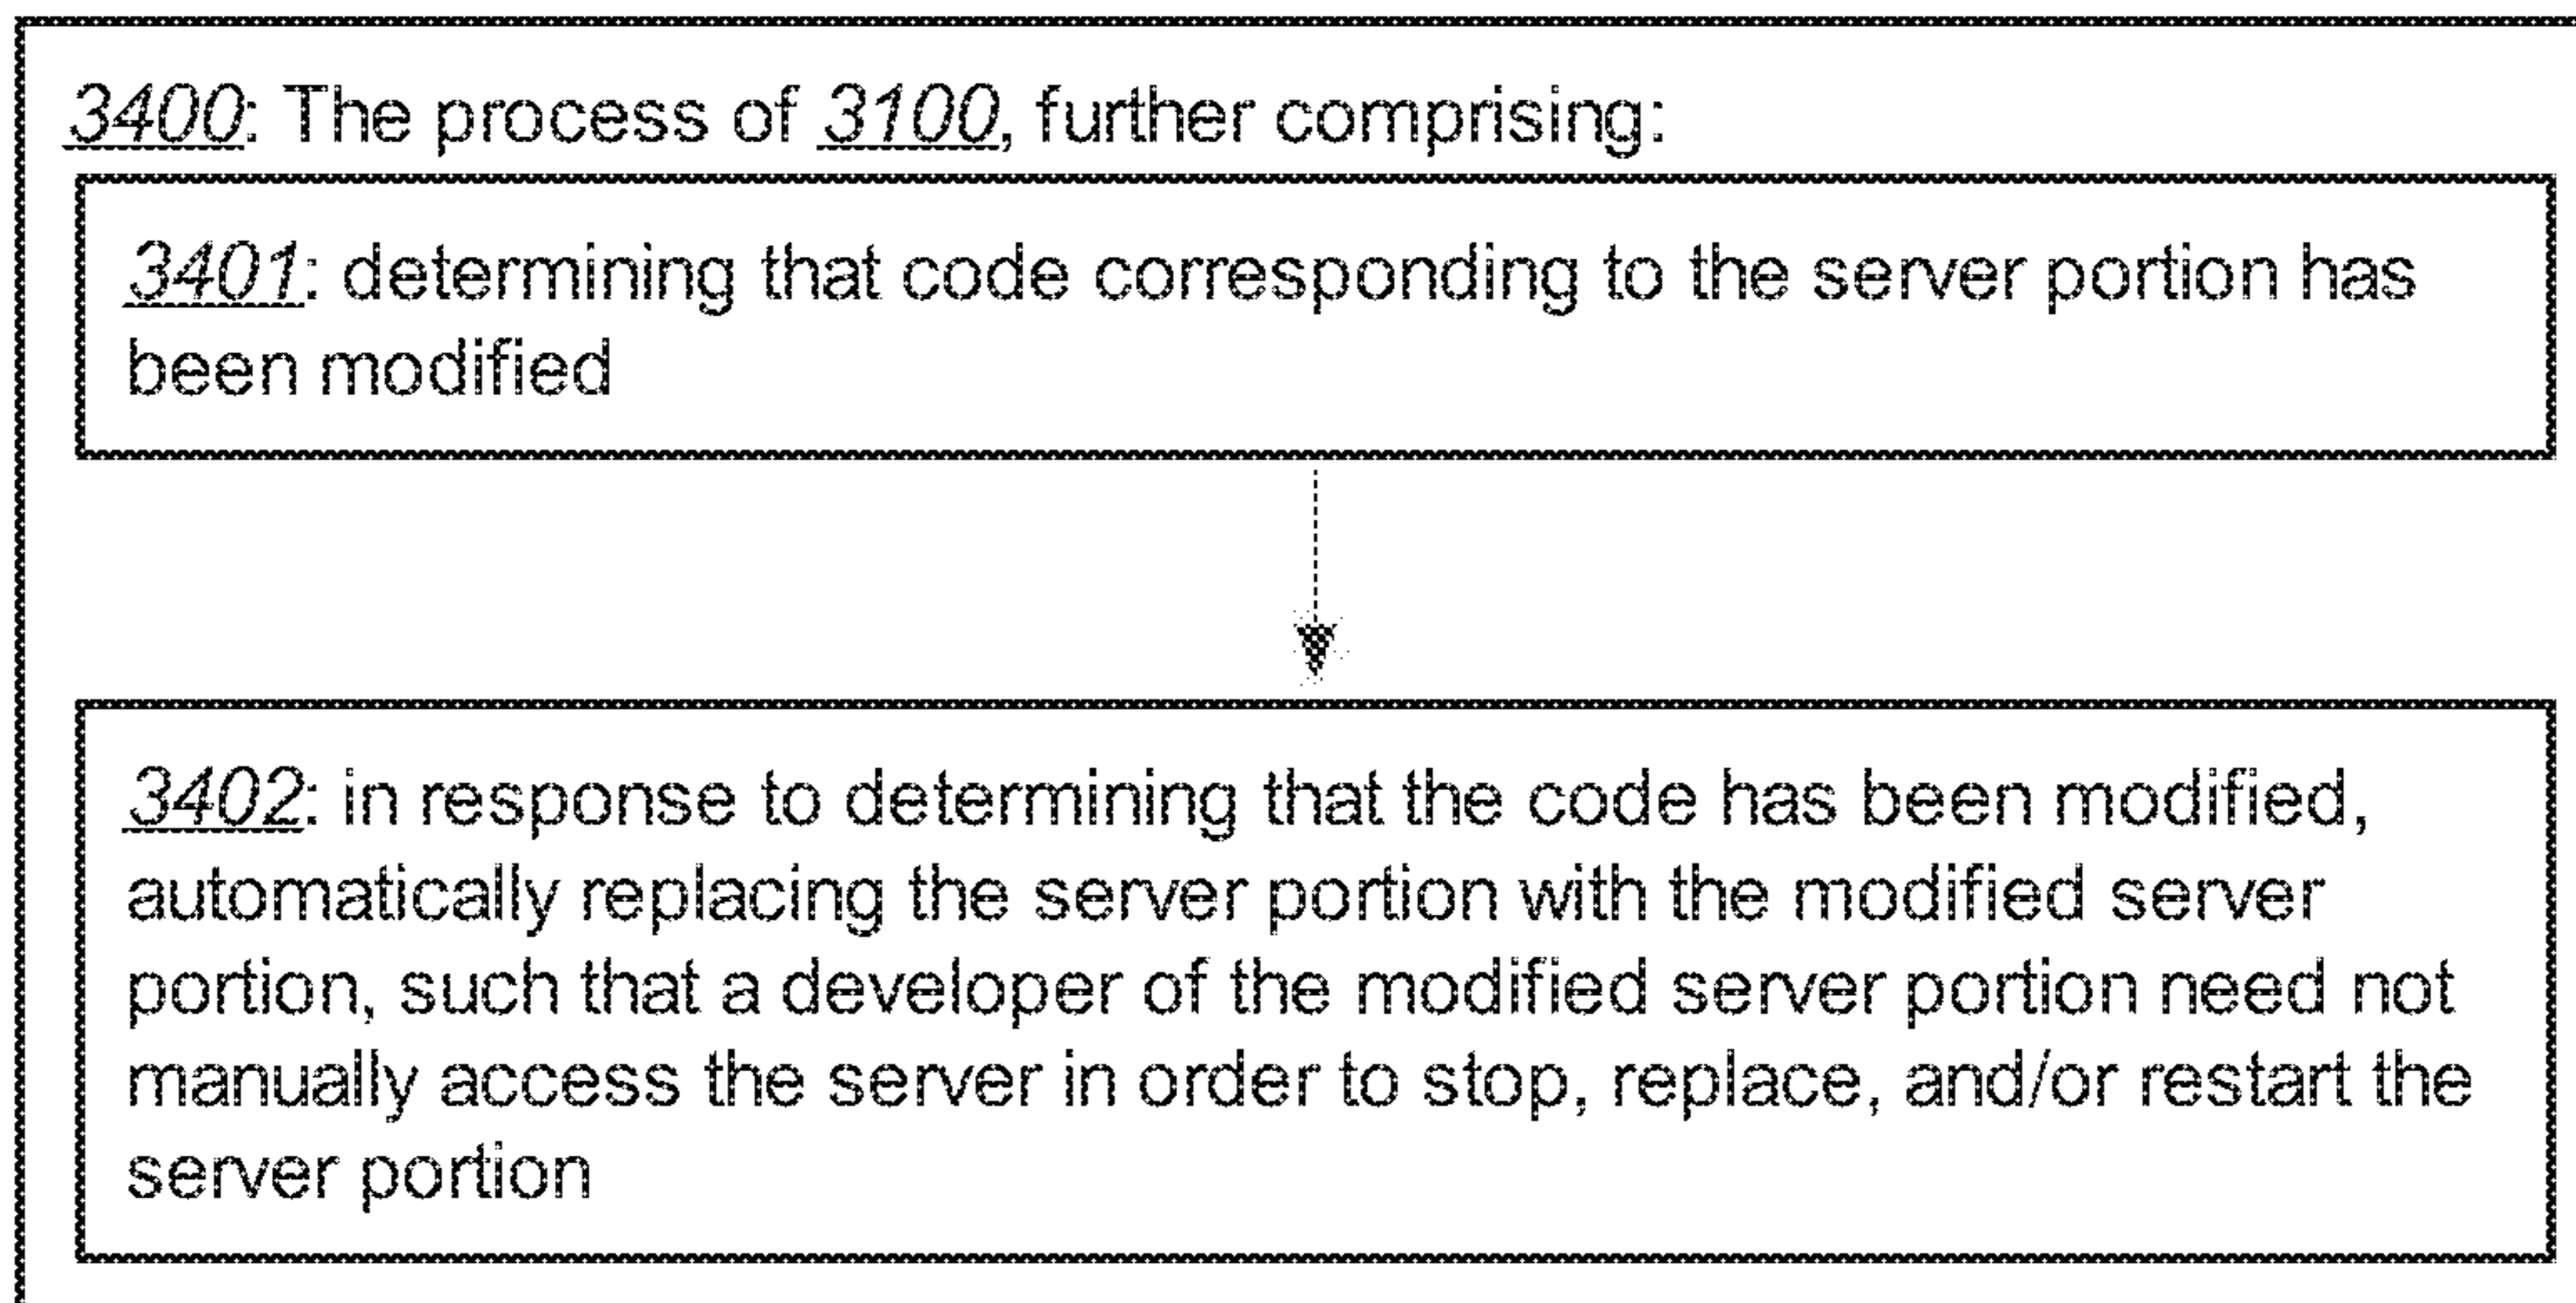 3400: The process of 3100, further comprising:
3401: determining that code corresponding to the server portion has
been modified
3402: in response to determining that the code has been modified,
automatically replacing the server portion with the modified server
portion, such that a developer of the modified server portion need not
manually access the server in order to stop, replace, and/or restart the
server portion